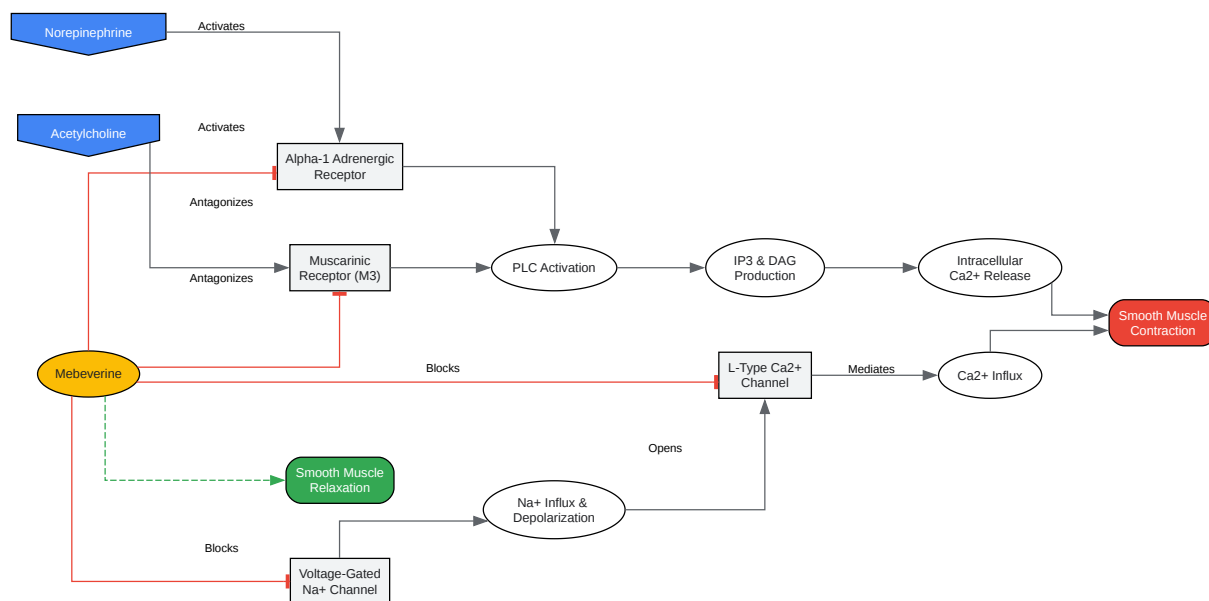 Norepinephrine
Activates
Acetylcholine
Activates
Alpha-1 Adrenergic
Receptor
Antagonizes
Muscarinic
Receptor (M3)
Antagonizes
PLC Activation
IP3 & DAG
Production
Intracellular
Ca2+ Release
Smooth Muscle
Contraction
Mebeverine
Blocks
L-Type Ca2+
Channel
Mediates
Ca2+ Influx
Opens
Smooth Muscle
Relaxation
Na+ Influx &
Depolarization
Blocks
Voltage-Gated
Na+ Channel